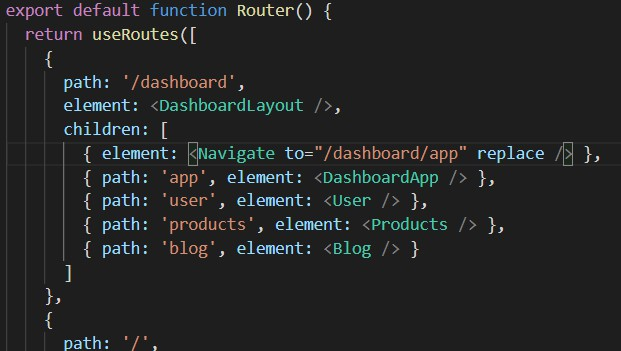 export default function Router() {
return useRoutes([
{
path: '/dashboard',
element: <DashboardLayout />,
children: [
{ element: <Navigate to="/dashboard/app" replace /> },
{ path: 'app', element: <DashboardApp /> },
{ path: 'user', element: <User /> },
{ path: 'products', element: <Products /> },
{ path: 'blog', element: <Blog /> }
]
},
{
path: '/',